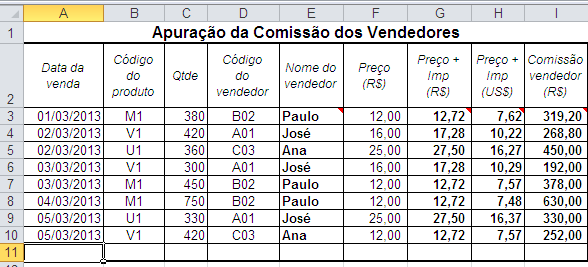 A B C D E F G H I
1 Apuração da Comissão dos Vendedores
2 Data da venda Código do produto Qtde Código do vendedor Nome do vendedor Preço (R$) Preço + Imp (R$) Preço + Imp (US$) Comissão vendedor (R$)
3 01/03/2013 M1 380 B02 Paulo 12,00 12,72 7,62 319,20
4 02/03/2013 V1 420 A01 José 16,00 17,28 10,22 268,80
5 02/03/2013 U1 360 C03 Ana 25,00 27,50 16,27 450,00
6 03/03/2013 V1 300 A01 José 16,00 17,28 10,29 192,00
7 03/03/2013 M1 450 B02 Paulo 12,00 12,72 7,57 378,00
8 04/03/2013 M1 750 B02 Paulo 12,00 12,72 7,48 630,00
9 05/03/2013 U1 330 A01 José 25,00 27,50 16,37 330,00
10 05/03/2013 V1 420 C03 Ana 12,00 12,72 7,57 252,00
11